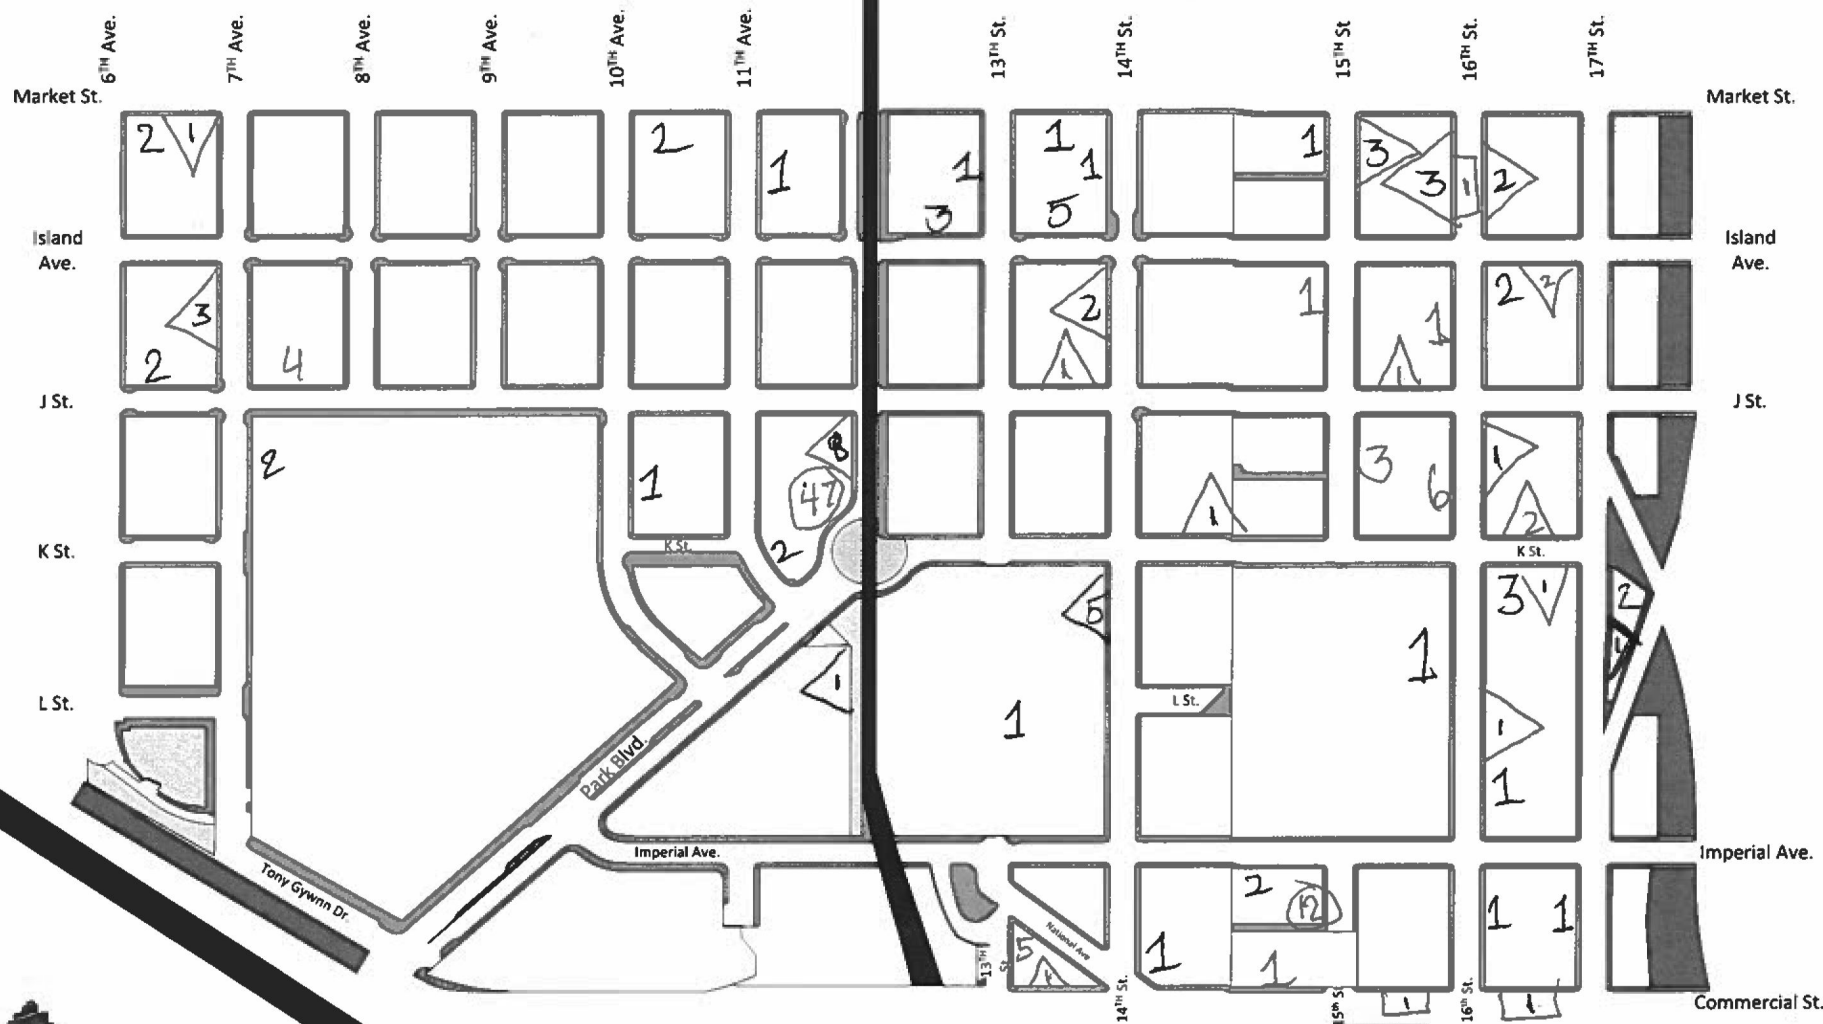 6TH Ave. 7TH Ave. 8TH Ave. 9TH Ave. 10TH Ave. 11TH Ave. 13TH St. 14TH St. 15TH St. 16TH St. 17TH St.
Market St. Market St.
2 1 2 1 1 3 1 1 5 1 3 3 1 2
Island Ave. Island Ave.
3 2 4 2 1 1 1 1 2 2
J St. J St.
2 1 8 47 2 1 3 6 1 2
K St. K St. K St.
5 1 1 1 3 1 1 1 2
L St. L St.
Park Blvd.
Imperial Ave. Imperial Ave.
Tony Gywnn Dr.
National Ave
5 1 2 12 1 1 1
13TH St. 14TH St. 15th St 16th St.
1 1
Commercial St.